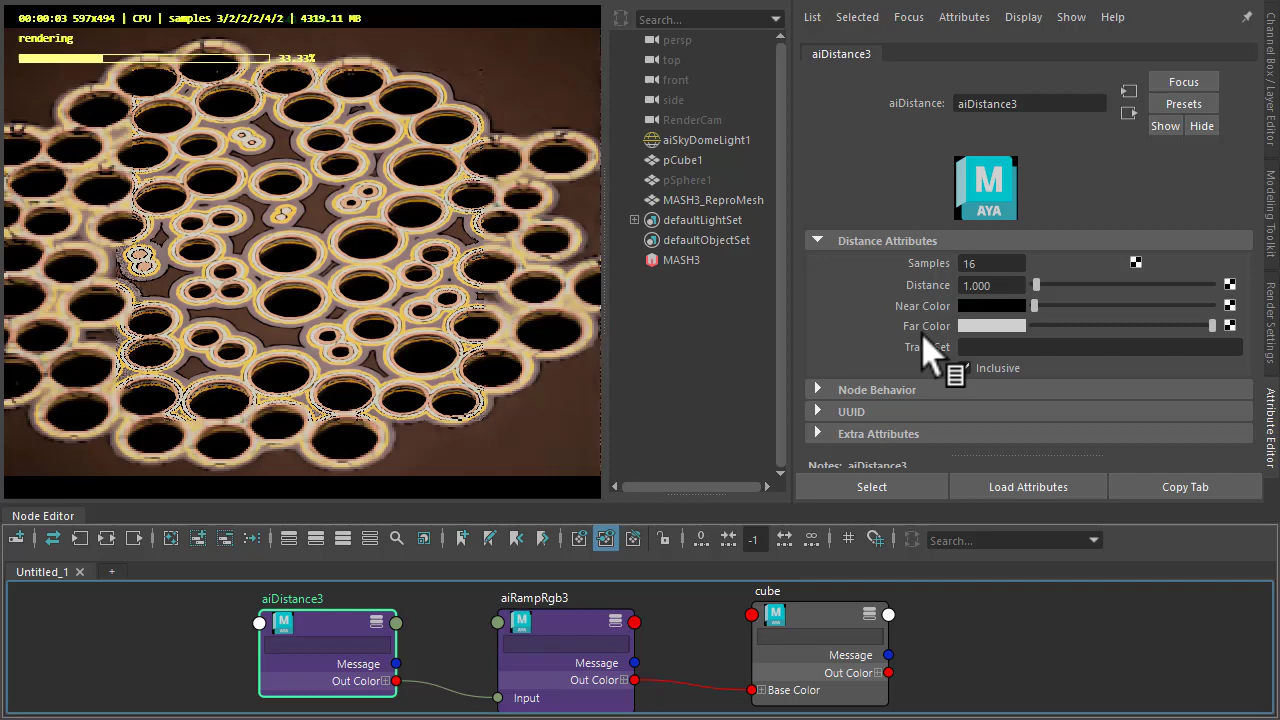 00:00:03 597x494 | CPU | samples 3/2/2/2/4/2 | 4319.11 MB
rendering
33.33%
Search...
persp
top
front
side
RenderCam
aiSkyDomeLight1
pCube1
pSphere1
MASH3_ReproMesh
defaultLightSet
defaultObjectSet
MASH3
List Selected Focus Attributes Display Show Help
aiDistance3
aiDistance: aiDistance3
Focus
Presets
Show Hide
M
AYA
Distance Attributes
Samples 16
Distance 1.000
Near Color
Far Color
Inclusive
Node Behavior
UUID
Extra Attributes
Notes: aiDistance3
Select Load Attributes Copy Tab
Channel Box / Layer Editor
Modeling Toolkit
Render Settings
Attribute Editor
Node Editor
-1
Search...
Untitled_1
aiDistance3
M
Message
Out Color
aiRampRgb3
M
Message
Out Color
Input
cube
M
Message
Out Color
Base Color